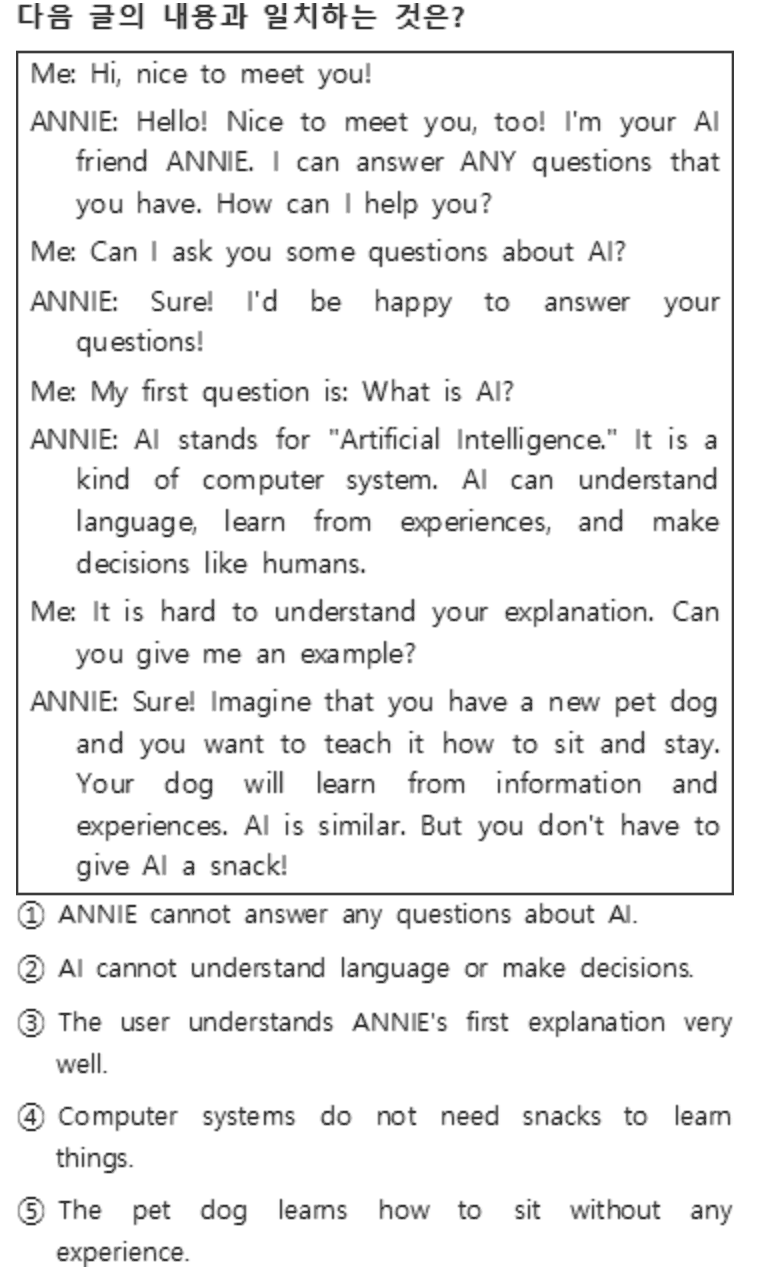 다음 글의 내용과 일치하는 것은?
Me: Hi, nice to meet you!
ANNIE: Hello! Nice to meet you, too! I'm your AI
friend ANNIE. I can answer ANY questions that
you have. How can I help you?
Me: Can I ask you some questions about AI?
ANNIE: Sure! I'd be happy to answer your
questions!
Me: My first question is: What is AI?
ANNIE: AI stands for "Artificial Intelligence." It is a
kind of computer system. AI can understand
language, learn from experiences, and make
decisions like humans.
Me: It is hard to understand your explanation. Can
you give me an example?
ANNIE: Sure! Imagine that you have a new pet dog
and you want to teach it how to sit and stay.
Your dog will learn from information and
experiences. AI is similar. But you don't have to
give AI a snack!
① ANNIE cannot answer any questions about AI.
② AI cannot understand language or make decisions.
③ The user understands ANNIE's first explanation very
well.
④ Computer systems do not need snacks to learn
things.
⑤ The pet dog learns how to sit without any
experience.